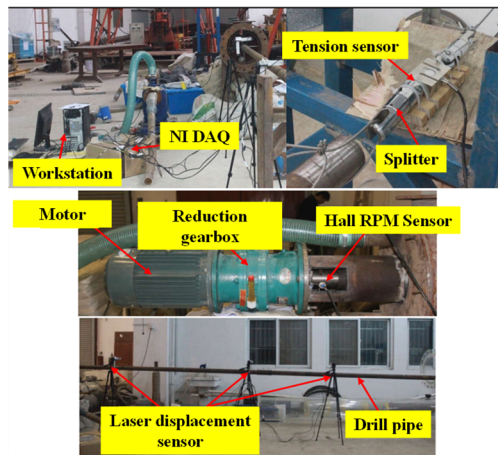 Tension sensor
NI DAQ
Workstation
Splitter
Motor
Reduction
gearbox
Hall RPM Sensor
Laser displacement
sensor
Drill pipe